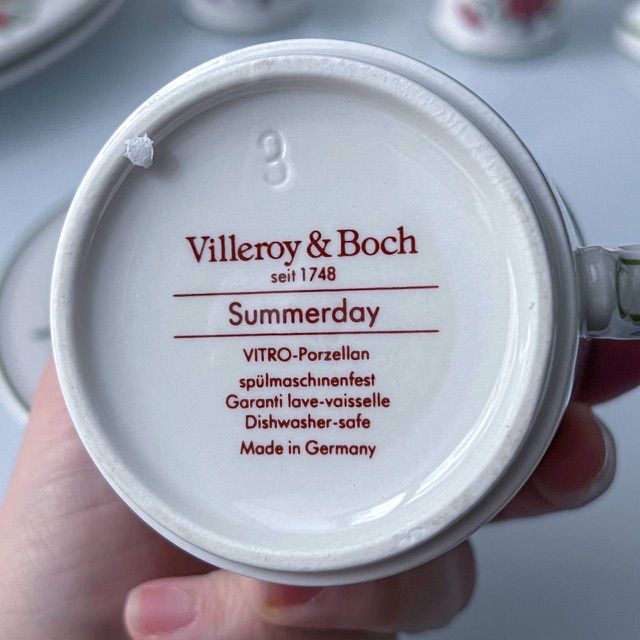 3
Villeroy & Boch
seit 1748
Summerday
VITRO-Porzellan
spülmaschinenfest
Garanti lave-vaisselle
Dishwasher-safe
Made in Germany